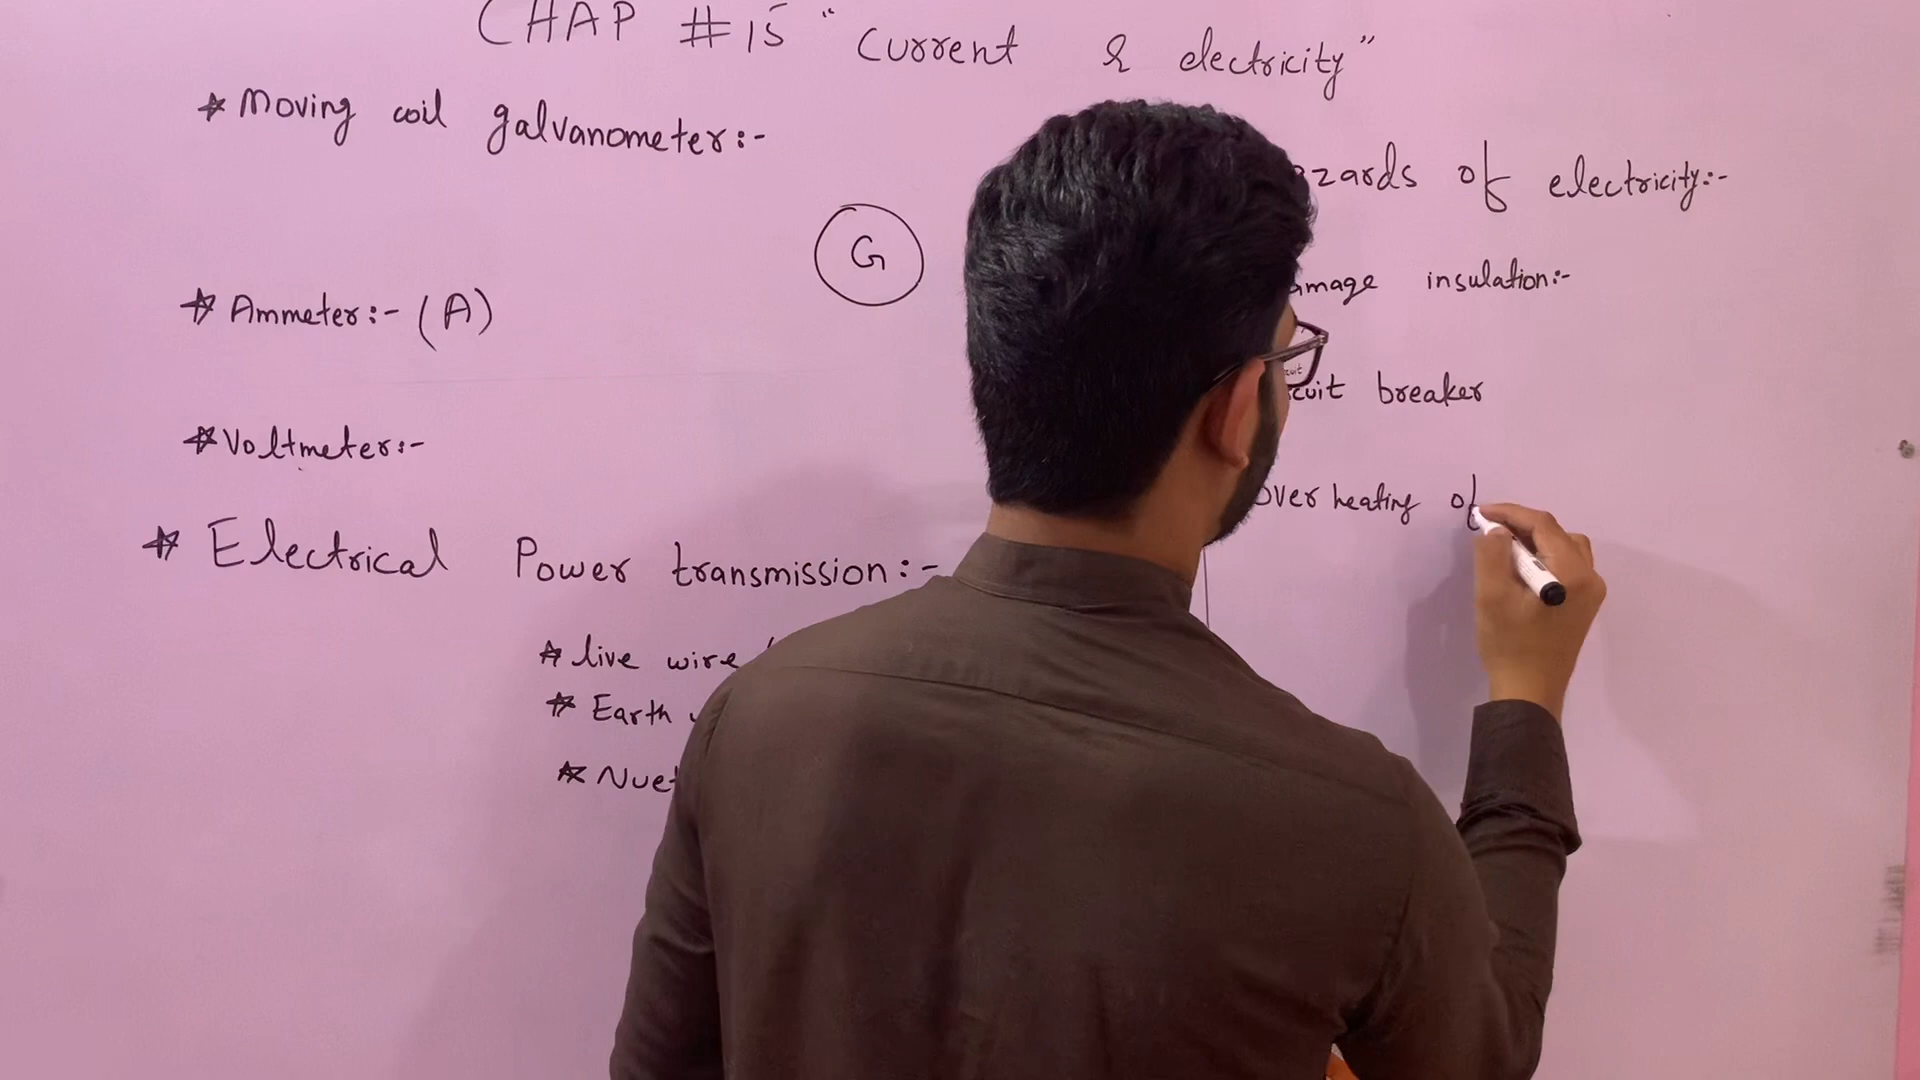 CHAP #15 "Current & electricity"
* Moving coil galvanometer:-
G
* Ammeter:- (A)
* Voltmeter:-
* Electrical Power transmission:-
* live wire
* Earth
* Nuet
zards of electricity:-
amage insulation:-
cuit breaker
over heating of